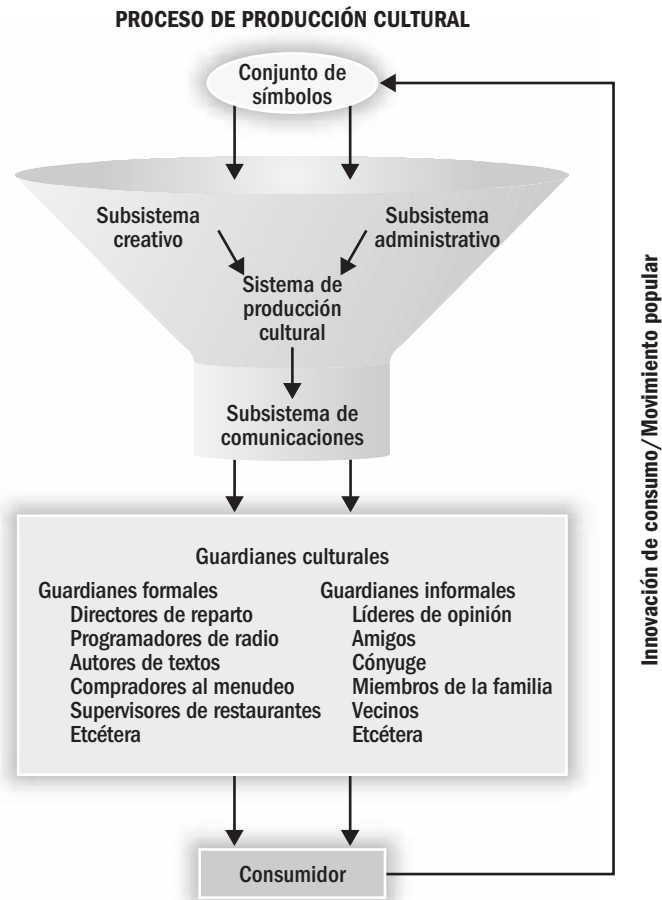 PROCESO DE PRODUCCIÓN CULTURAL
Conjunto de
símbolos
Subsistema
creativo
Subsistema
administrativo
Sistema de
producción
cultural
Subsistema de
comunicaciones
Guardianes culturales
Guardianes formales
Directores de reparto
Programadores de radio
Autores de textos
Compradores al menudeo
Supervisores de restaurantes
Etcétera
Guardianes informales
Líderes de opinión
Amigos
Cónyuge
Miembros de la familia
Vecinos
Etcétera
Consumidor
Innovación de consumo/Movimiento popular